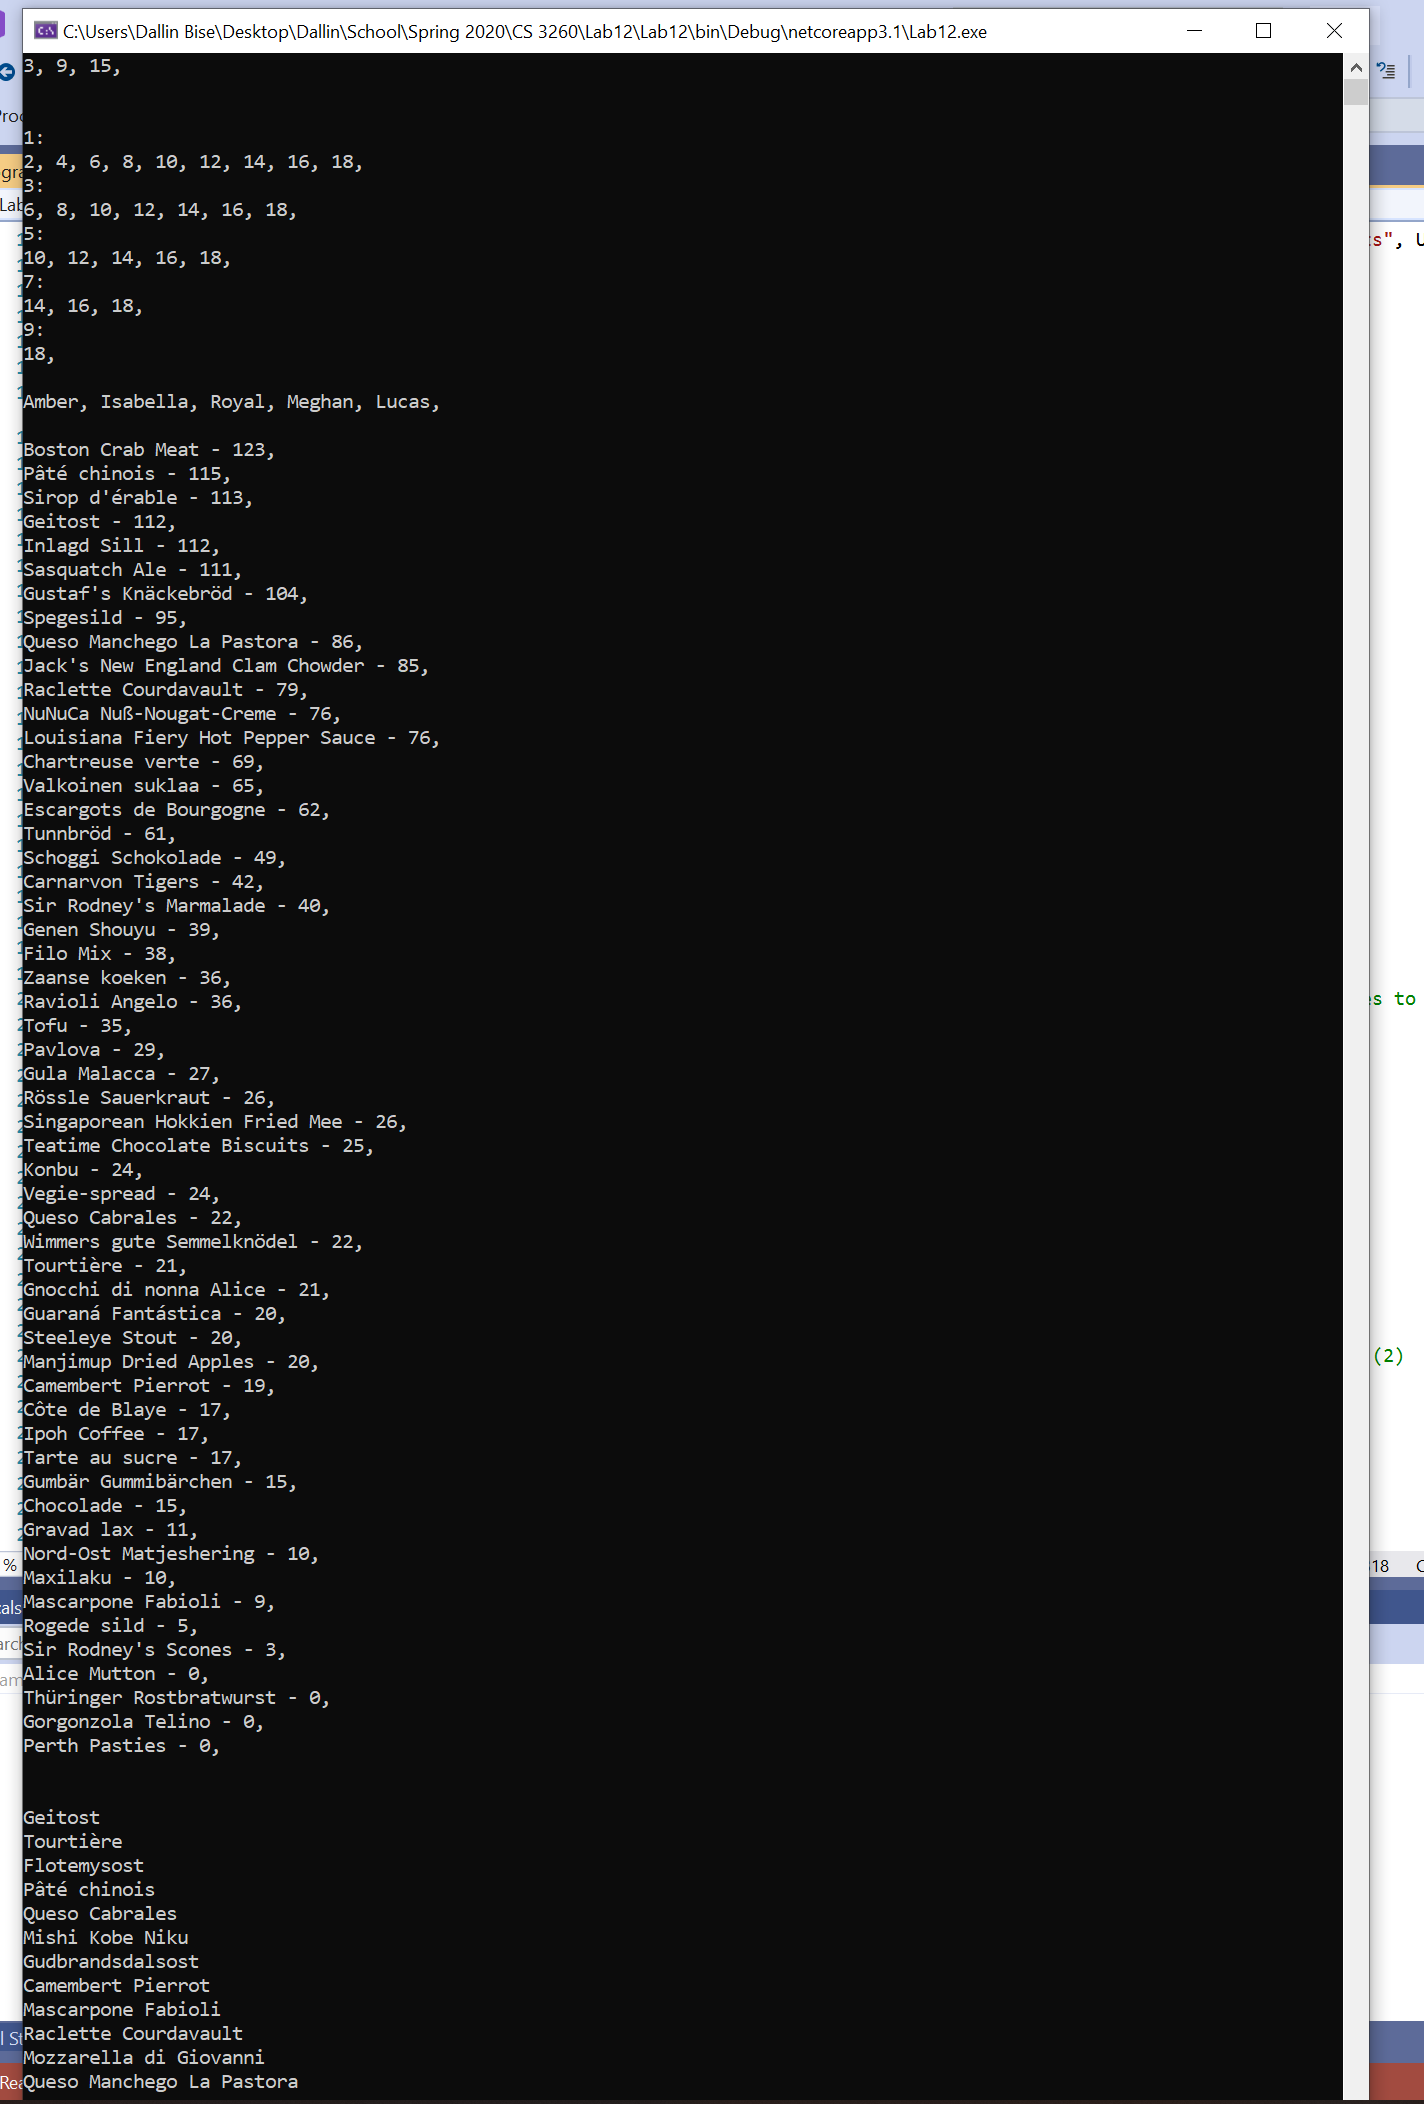 C:\Users\Dallin Bise\Desktop\Dallin\School\Spring 2020\CS 3260\Lab12\Lab12\bin\Debug\netcoreapp3.1\Lab12.exe
3, 9, 15,
1:
2, 4, 6, 8, 10, 12, 14, 16, 18,
3:
6, 8, 10, 12, 14, 16, 18,
5:
10, 12, 14, 16, 18,
7:
14, 16, 18,
9:
18,
Amber, Isabella, Royal, Meghan, Lucas,
Boston Crab Meat - 123,
Pâté chinois - 115,
Sirop d'érable - 113,
Geitost - 112,
Inlagd Sill - 112,
Sasquatch Ale - 111,
Gustaf's Knäckebröd - 104,
Spegesild - 95,
Queso Manchego La Pastora - 86,
Jack's New England Clam Chowder - 85,
Raclette Courdavault - 79,
NuNuCa Nuß-Nougat-Creme - 76,
Louisiana Fiery Hot Pepper Sauce - 76,
Chartreuse verte - 69,
Valkoinen suklaa - 65,
Escargots de Bourgogne - 62,
Tunnbröd - 61,
Schoggi Schokolade - 49,
Carnarvon Tigers - 42,
Sir Rodney's Marmalade - 40,
Genen Shouyu - 39,
Filo Mix - 38,
Zaanse koeken - 36,
Ravioli Angelo - 36,
Tofu - 35,
Pavlova - 29,
Gula Malacca - 27,
Rössle Sauerkraut - 26,
Singaporean Hokkien Fried Mee - 26,
Teatime Chocolate Biscuits - 25,
Konbu - 24,
Vegie-spread - 24,
Queso Cabrales - 22,
Wimmers gute Semmelknödel - 22,
Tourtière - 21,
Gnocchi di nonna Alice - 21,
Guaraná Fantástica - 20,
Steeleye Stout - 20,
Manjimup Dried Apples - 20,
Camembert Pierrot - 19,
Côte de Blaye - 17,
Ipoh Coffee - 17,
Tarte au sucre - 17,
Gumbär Gummibärchen - 15,
Chocolade - 15,
Gravad lax - 11,
Nord-Ost Matjeshering - 10,
Maxilaku - 10,
Mascarpone Fabioli - 9,
Rogede sild - 5,
Sir Rodney's Scones - 3,
Alice Mutton - 0,
Thüringer Rostbratwurst - 0,
Gorgonzola Telino - 0,
Perth Pasties - 0,
Geitost
Tourtière
Flotemysost
Pâté chinois
Queso Cabrales
Mishi Kobe Niku
Gudbrandsdalsost
Camembert Pierrot
Mascarpone Fabioli
Raclette Courdavault
Mozzarella di Giovanni
Queso Manchego La Pastora
s", U
es to
(2)